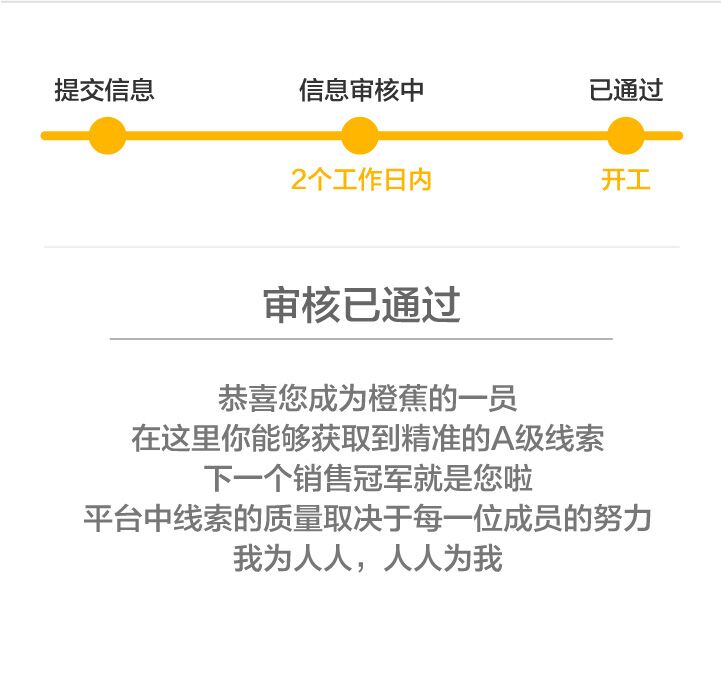 提交信息
信息审核中
已通过
2个工作日内
开工
审核已通过
恭喜您成为橙蕉的一员
在这里你能够获取到精准的A级线索
下一个销售冠军就是您啦
平台中线索的质量取决于每一位成员的努力
我为人人，人人为我